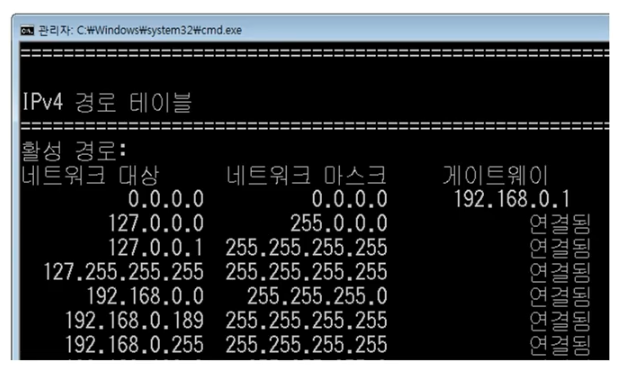 관리자: C:₩Windows₩system32₩cmd.exe
===========================================================
IPv4 경로 테이블
===========================================================
활성 경로:
네트워크 대상 네트워크 마스크 게이트웨이
0.0.0.0 0.0.0.0 192.168.0.1
127.0.0.0 255.0.0.0 연결됨
127.0.0.1 255.255.255.255 연결됨
127.255.255.255 255.255.255.255 연결됨
192.168.0.0 255.255.255.0 연결됨
192.168.0.189 255.255.255.255 연결됨
192.168.0.255 255.255.255.255 연결됨